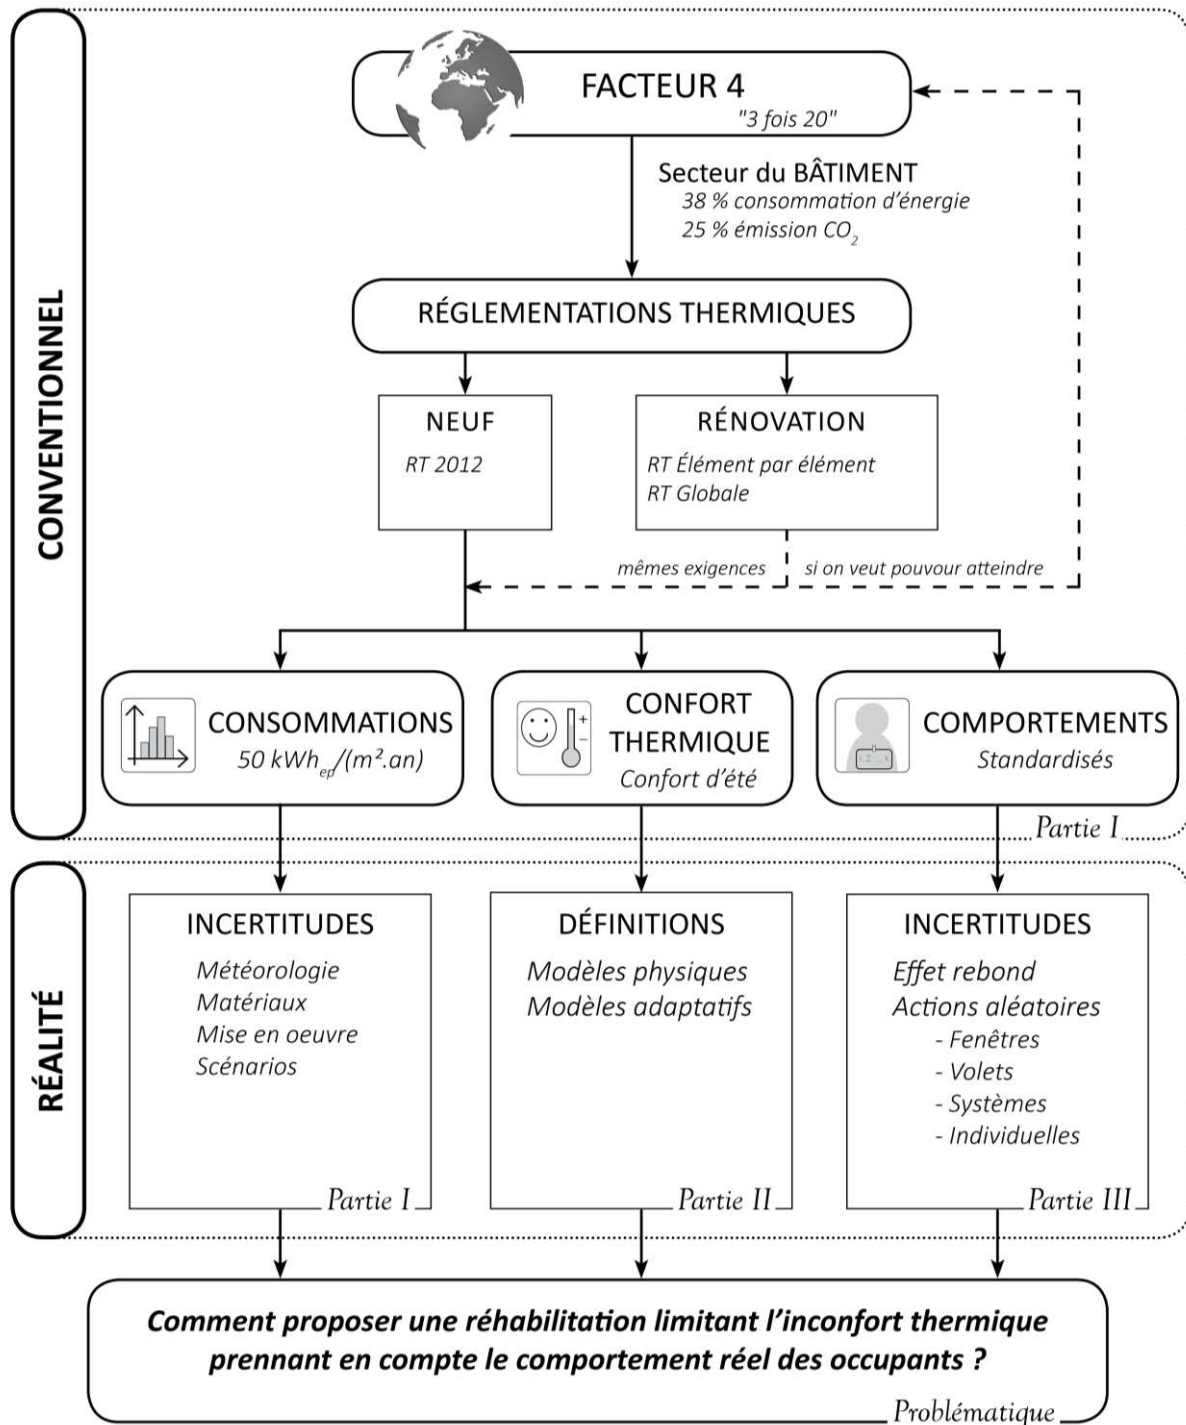 CONVENTIONNEL
FACTEUR 4
"3 fois 20"
Secteur du BÂTIMENT
38 % consommation d'énergie
25 % émission CO₂
RÉGLEMENTATIONS THERMIQUES
NEUF
RT 2012
RÉNOVATION
RT Élément par élément
RT Globale
mêmes exigences
si on veut pouvour atteindre
CONSOMMATIONS
50 kWhₑₚ/(m².an)
+
–
CONFORT
THERMIQUE
Confort d'été
COMPORTEMENTS
Standardisés
Partie I
RÉALITÉ
INCERTITUDES
Météorologie
Matériaux
Mise en oeuvre
Scénarios
Partie I
DÉFINITIONS
Modèles physiques
Modèles adaptatifs
Partie II
INCERTITUDES
Effet rebond
Actions aléatoires
- Fenêtres
- Volets
- Systèmes
- Individuelles
Partie III
Comment proposer une réhabilitation limitant l'inconfort thermique
prennant en compte le comportement réel des occupants ?
Problématique